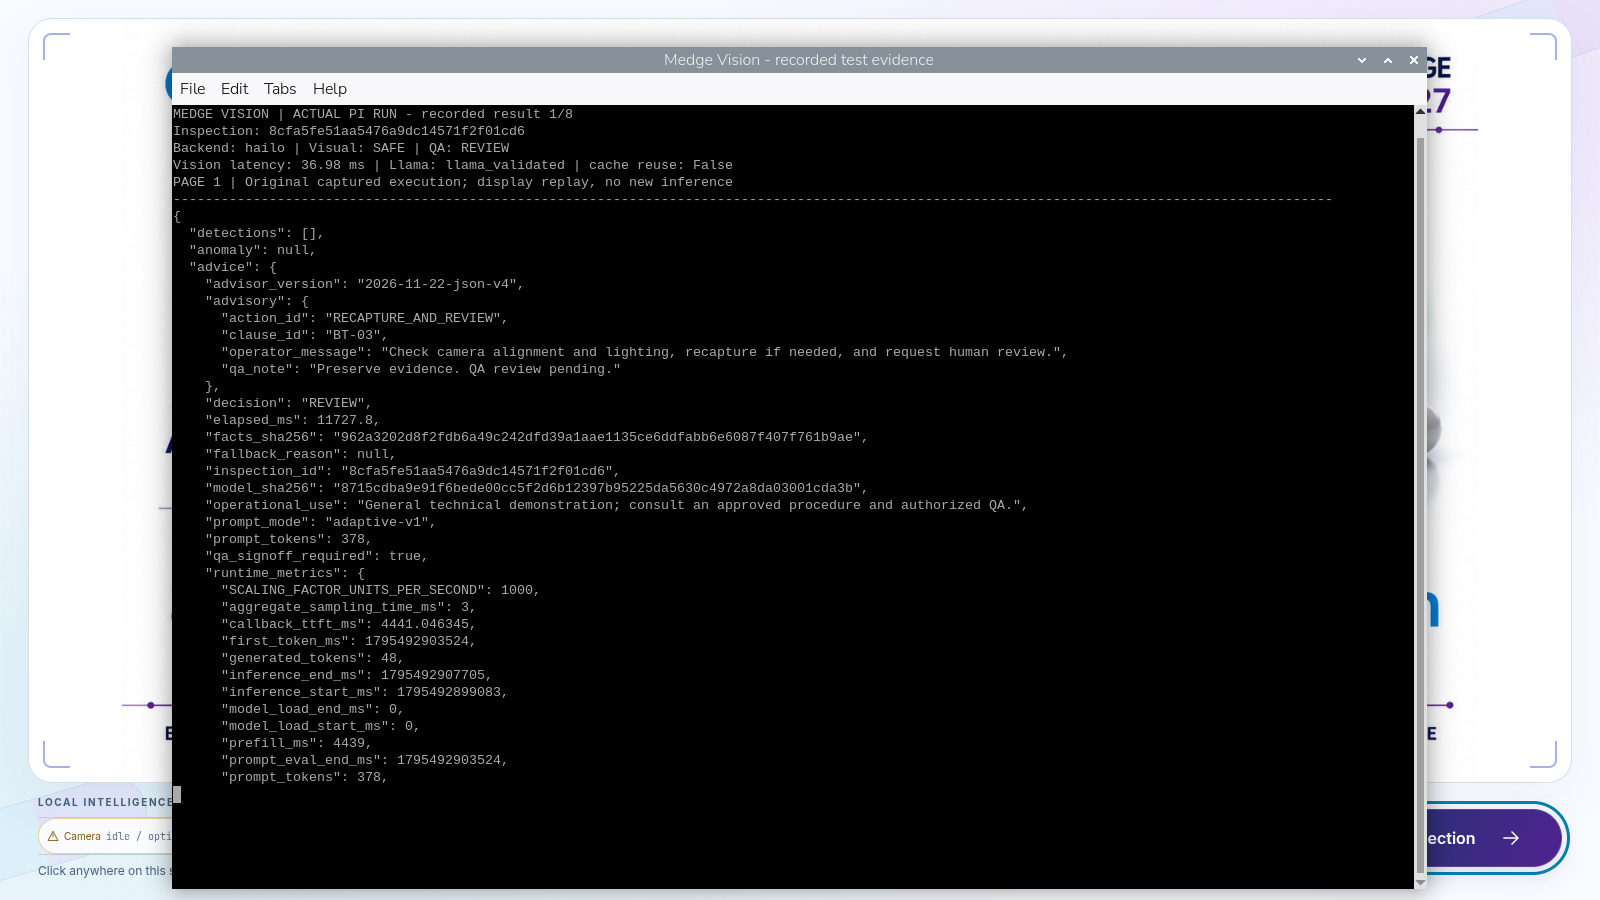 Medge Vision - recorded test evidence
File Edit Tabs Help
GE
27
MEDGE VISION | ACTUAL PI RUN - recorded result 1/8
Inspection: 8cfa5fe51aa5476a9dc14571f2f01cd6
Backend: hailo | Visual: SAFE | QA: REVIEW
Vision latency: 36.98 ms | Llama: llama_validated | cache reuse: False
PAGE 1 | Original captured execution; display replay, no new inference
--------------------------------------------------------------------------------------------------------------------------------------------------
{
  "detections": [],
  "anomaly": null,
  "advice": {
    "advisor_version": "2026-11-22-json-v4",
    "advisory": {
      "action_id": "RECAPTURE_AND_REVIEW",
      "clause_id": "BT-03",
      "operator_message": "Check camera alignment and lighting, recapture if needed, and request human review.",
      "qa_note": "Preserve evidence. QA review pending."
    },
    "decision": "REVIEW",
    "elapsed_ms": 11727.8,
    "facts_sha256": "962a3202d8f2fdb6a49c242dfd39a1aae1135ce6ddfabb6e6087f407f761b9ae",
    "fallback_reason": null,
    "inspection_id": "8cfa5fe51aa5476a9dc14571f2f01cd6",
    "model_sha256": "8715cdba9e91f6bede00cc5f2d6b12397b95225da5630c4972a8da03001cda3b",
    "operational_use": "General technical demonstration; consult an approved procedure and authorized QA.",
    "prompt_mode": "adaptive-v1",
    "prompt_tokens": 378,
    "qa_signoff_required": true,
    "runtime_metrics": {
      "SCALING_FACTOR_UNITS_PER_SECOND": 1000,
      "aggregate_sampling_time_ms": 3,
      "callback_ttft_ms": 4441.046345,
      "first_token_ms": 1795492903524,
      "generated_tokens": 48,
      "inference_end_ms": 1795492907705,
      "inference_start_ms": 1795492899083,
      "model_load_end_ms": 0,
      "model_load_start_ms": 0,
      "prefill_ms": 4439,
      "prompt_eval_end_ms": 1795492903524,
      "prompt_tokens": 378,
n
E
LOCAL INTELLIGENCE
Camera idle / opti
ection
Click anywhere on this s